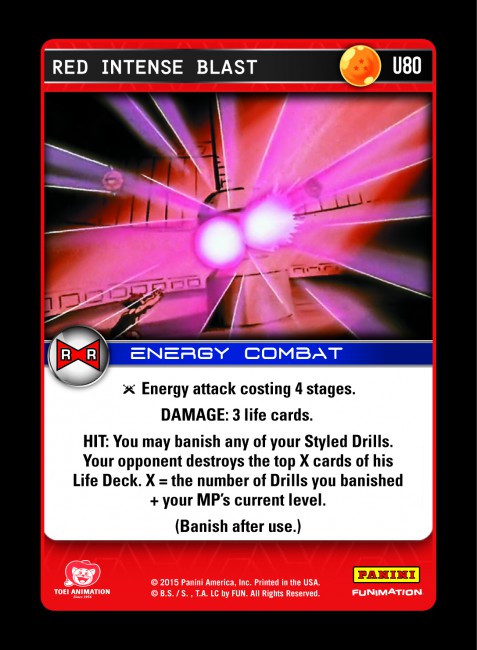 RED INTENSE BLAST
U80
R R
ENERGY COMBAT
Energy attack costing 4 stages.
DAMAGE: 3 life cards.
HIT: You may banish any of your Styled Drills.
Your opponent destroys the top X cards of his
Life Deck. X = the number of Drills you banished
+ your MP's current level.
(Banish after use.)
TOEI ANIMATION
Since 1956
© 2015 Panini America, Inc. Printed in the USA.
© B.S. / S. , T.A. LC by FUN. All Rights Reserved.
PANINI
FUNIMATION